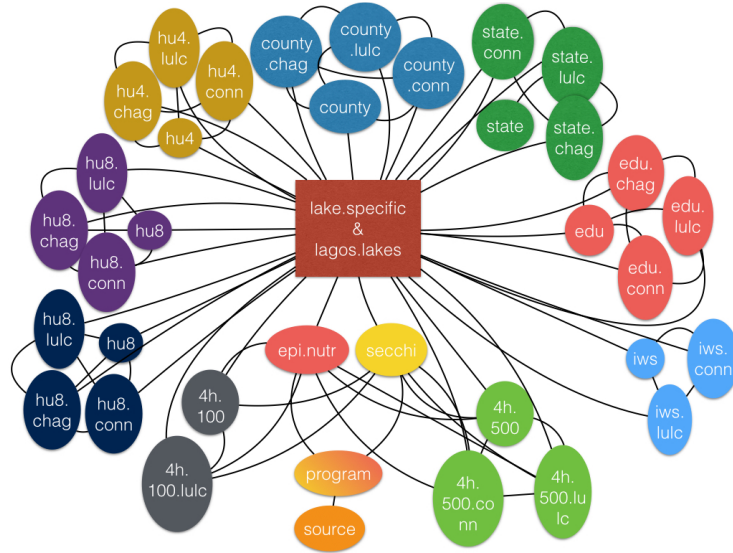 hu4.
lulc
hu4.
chag
hu4.
conn
hu4
county
.chag
county
.lulc
county
.conn
county
state.
conn
state.
lulc
state
state.
chag
hu8.
lulc
hu8.
chag
hu8
hu8.
conn
lake.specific
&
lagos.lakes
edu.
chag
edu.
lulc
edu
edu.
conn
hu8.
lulc
hu8
hu8.
chag
hu8.
conn
epi.nutr
secchi
iws
iws.
conn
iws.
lulc
4h.
100
4h.
100.lulc
program
source
4h.
500
4h.
500.co
nn
4h.
500.lu
lc